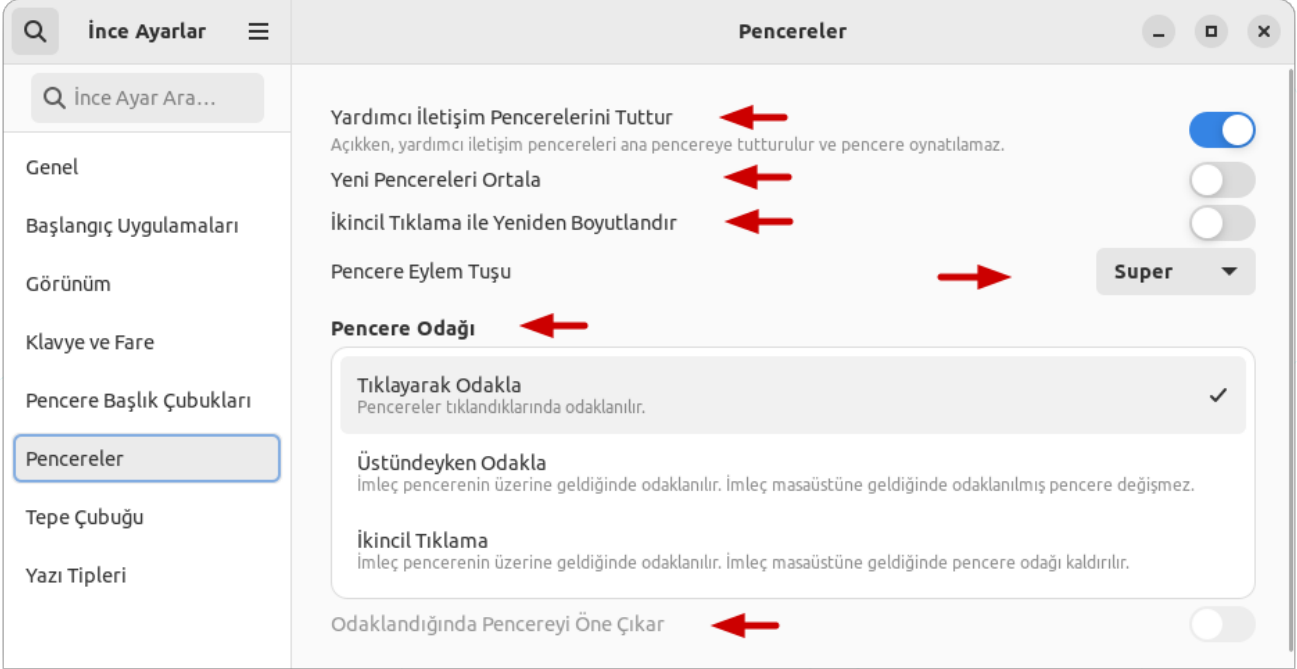 İnce Ayarlar
Pencereler
İnce Ayar Ara...
Genel
Başlangıç Uygulamaları
Görünüm
Klavye ve Fare
Pencere Başlık Çubukları
Pencereler
Tepe Çubuğu
Yazı Tipleri
Yardımcı İletişim Pencerelerini Tuttur
Açıkken, yardımcı iletişim pencereleri ana pencereye tutturulur ve pencere oynatılamaz.
Yeni Pencereleri Ortala
İkincil Tıklama ile Yeniden Boyutlandır
Pencere Eylem Tuşu
Super
Pencere Odağı
Tıklayarak Odakla
Pencereler tıklandıklarında odaklanılır.
Üstündeyken Odakla
İmleç pencerenin üzerine geldiğinde odaklanılır. İmleç masaüstüne geldiğinde odaklanılmış pencere değişmez.
İkincil Tıklama
İmleç pencerenin üzerine geldiğinde odaklanılır. İmleç masaüstüne geldiğinde pencere odağı kaldırılır.
Odaklandığında Pencereyi Öne Çıkar